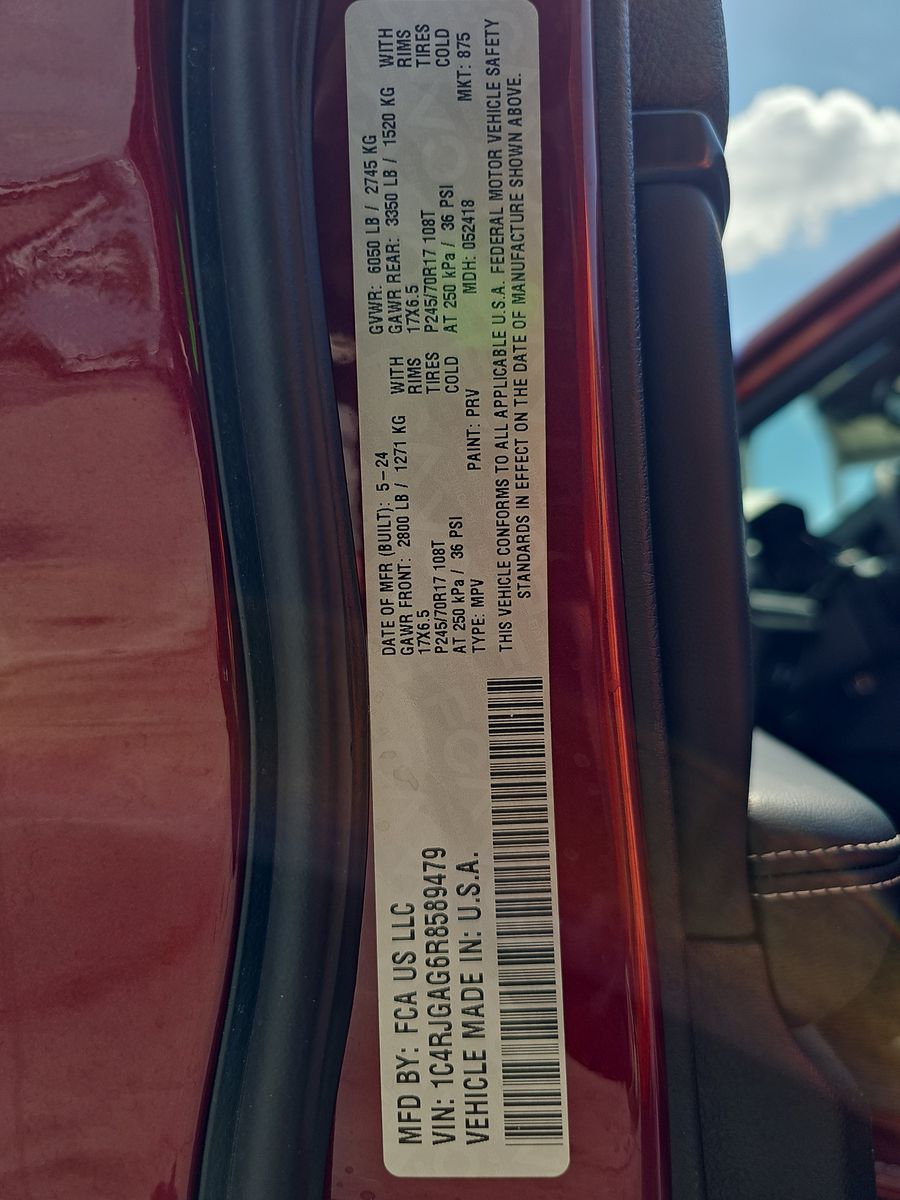 MFD BY: FCA US LLC
VIN: 1C4RJGAG6R8589479
VEHICLE MADE IN: U.S.A.
DATE OF MFR (BUILT): 5-24 GVWR: 6050 LB / 2745 KG
GAWR FRONT: 2800 LB / 1271 KG WITH GAWR REAR: 3350 LB / 1520 KG WITH
17X6.5 RIMS 17X6.5 RIMS
P245/70R17 108T TIRES P245/70R17 108T TIRES
AT 250 kPa / 36 PSI COLD AT 250 kPa / 36 PSI COLD
TYPE: MPV PAINT: PRV MDH: 052418 MKT: 875
THIS VEHICLE CONFORMS TO ALL APPLICABLE U.S.A. FEDERAL MOTOR VEHICLE SAFETY
STANDARDS IN EFFECT ON THE DATE OF MANUFACTURE SHOWN ABOVE.